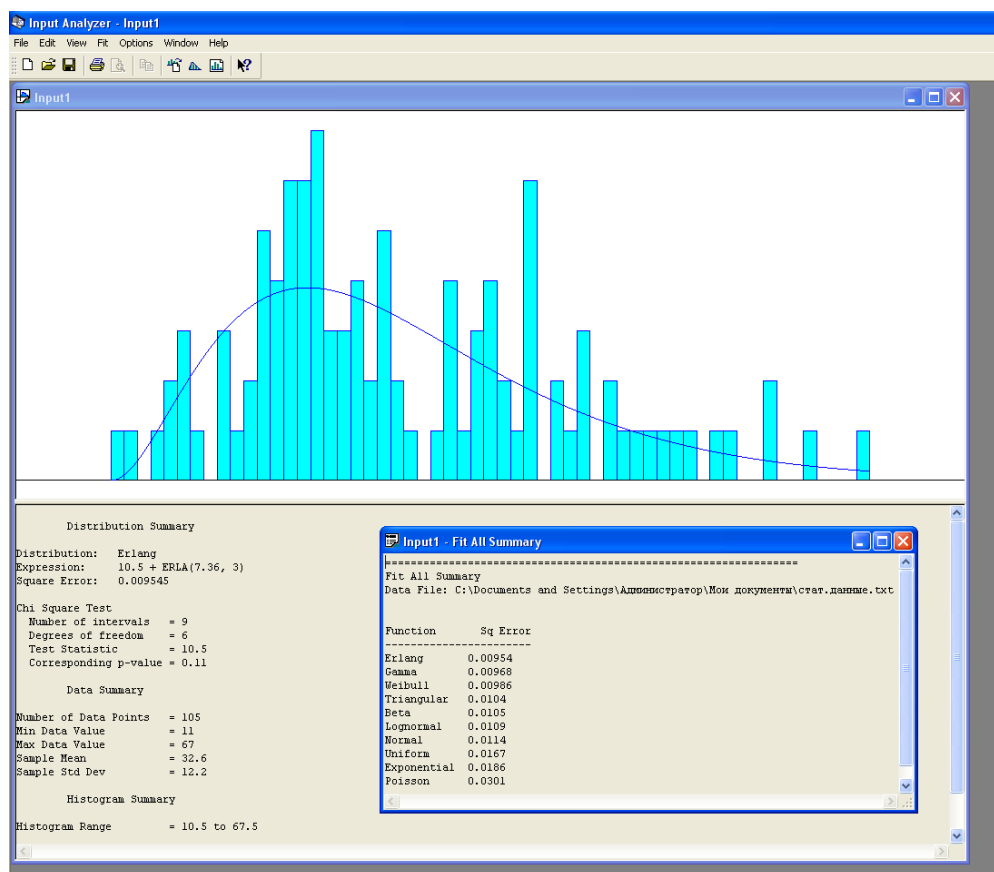 Input Analyzer - Input1
File Edit View Fit Options Window Help
Input1
Distribution Summary
Distribution: Erlang
Expression: 10.5 + ERLA(7.36, 3)
Square Error: 0.009545
Chi Square Test
Number of intervals = 9
Degrees of freedom = 6
Test Statistic = 10.5
Corresponding p-value = 0.11
Data Summary
Number of Data Points = 105
Min Data Value = 11
Max Data Value = 67
Sample Mean = 32.6
Sample Std Dev = 12.2
Histogram Summary
Histogram Range = 10.5 to 67.5
Input1 - Fit All Summary
=================================================================
Fit All Summary
Data File: C:\Documents and Settings\Администратор\Мои документы\стат.данные.txt
Function Sq Error
-----------------------
Erlang 0.00954
Gamma 0.00968
Weibull 0.00986
Triangular 0.0104
Beta 0.0105
Lognormal 0.0109
Normal 0.0114
Uniform 0.0167
Exponential 0.0186
Poisson 0.0301